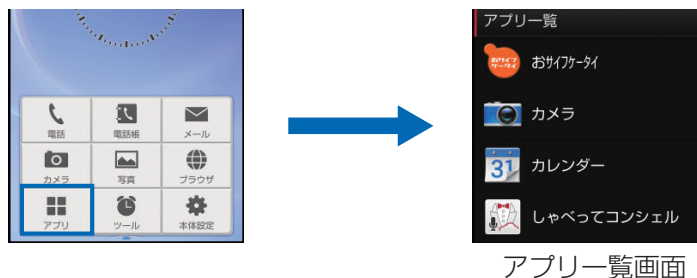 電話 電話帳 メール
カメラ 写真 ブラウザ
アプリ ツール 本体設定
アプリ一覧
おサイフケータイ
おサイフケータイ
カメラ
31 カレンダー
しゃべってコンシェル
アプリ一覧画面